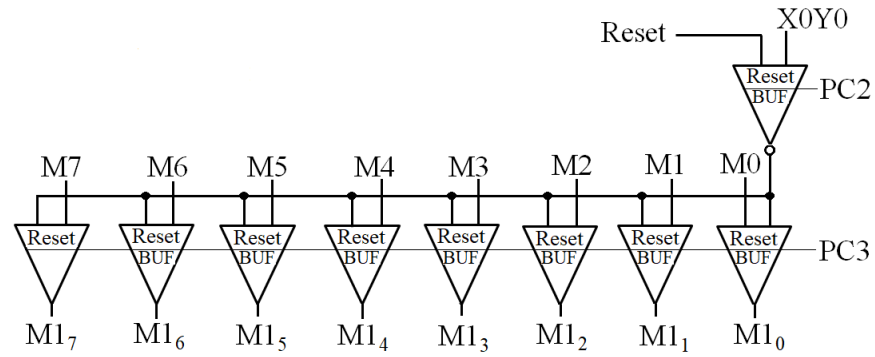 Reset X0Y0
Reset
BUF PC2
M7 M6 M5 M4 M3 M2 M1 M0
Reset Reset Reset Reset Reset Reset Reset Reset
BUF BUF BUF BUF BUF BUF BUF PC3
M1₇ M1₆ M1₅ M1₄ M1₃ M1₂ M1₁ M1₀